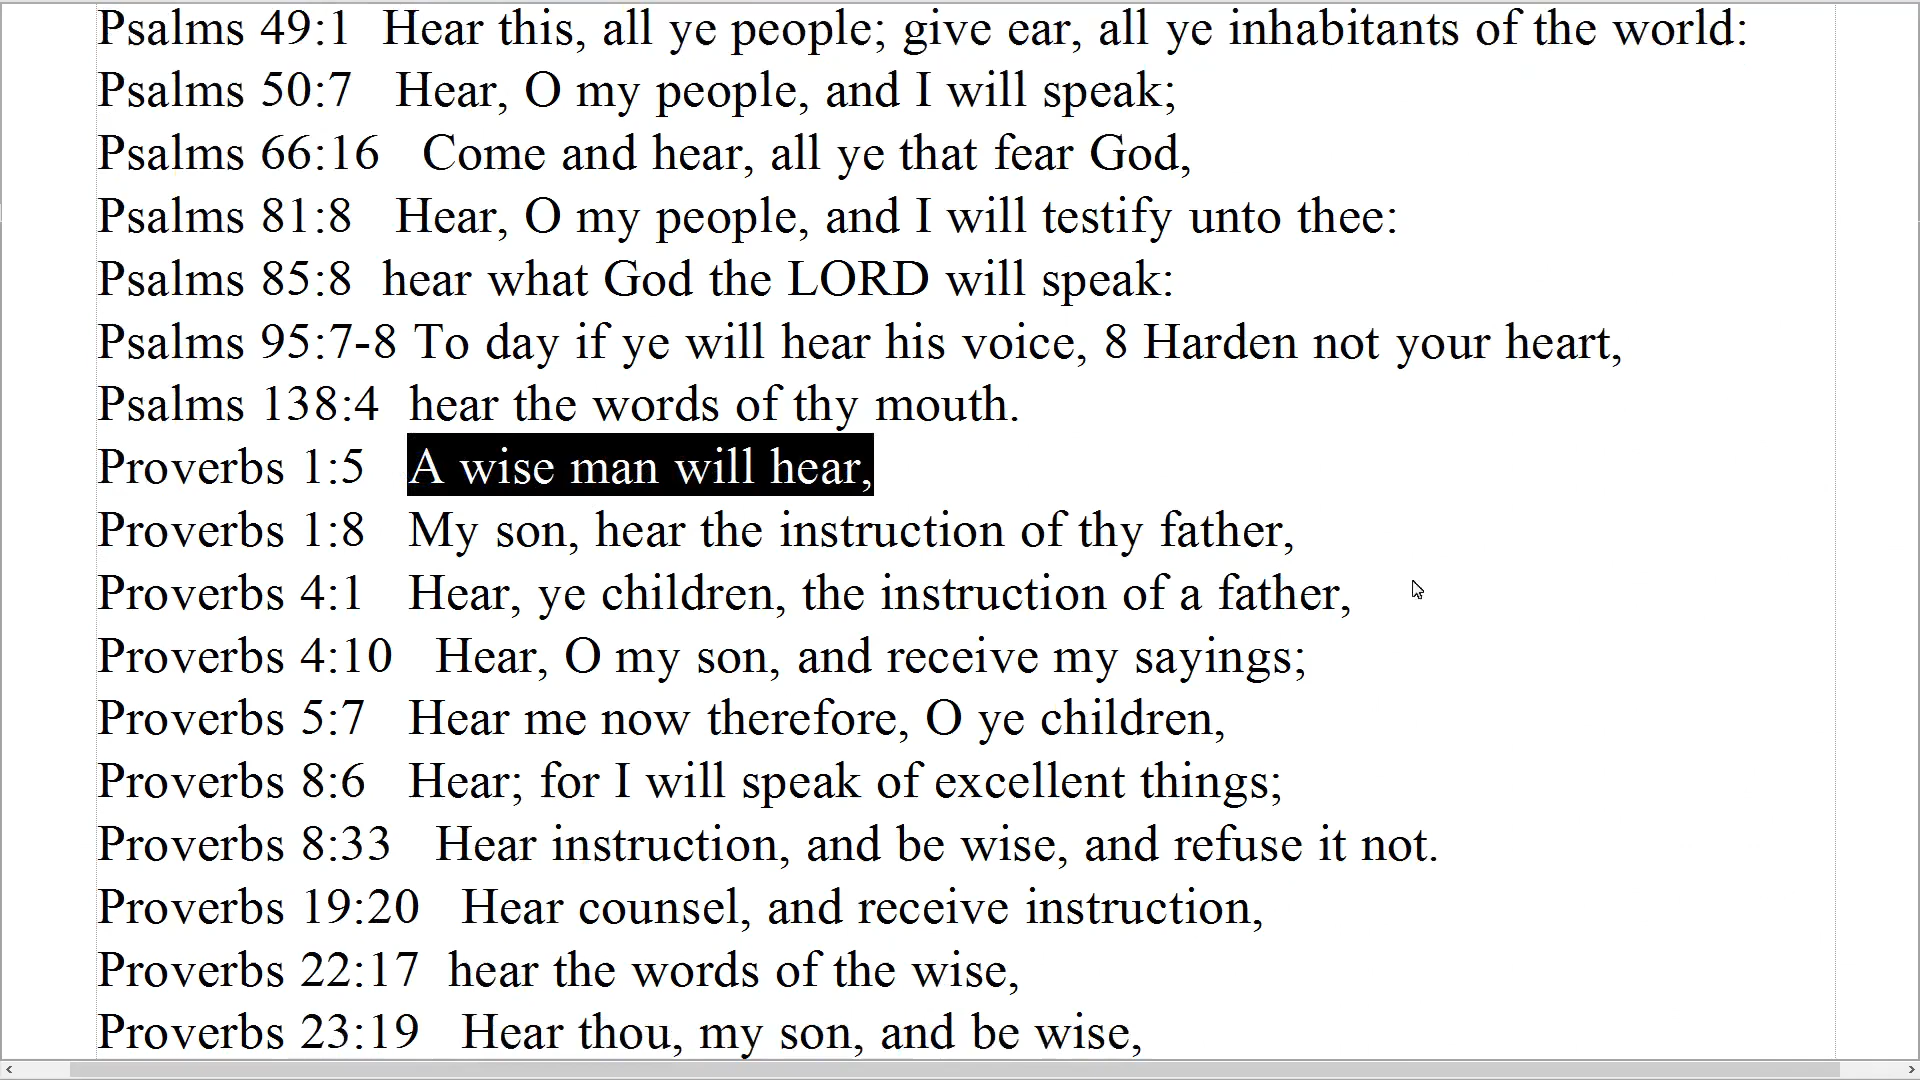 Psalms 49:1 Hear this, all ye people; give ear, all ye inhabitants of the world:
Psalms 50:7 Hear, O my people, and I will speak;
Psalms 66:16 Come and hear, all ye that fear God,
Psalms 81:8 Hear, O my people, and I will testify unto thee:
Psalms 85:8 hear what God the LORD will speak:
Psalms 95:7-8 To day if ye will hear his voice, 8 Harden not your heart,
Psalms 138:4 hear the words of thy mouth.
Proverbs 1:5 A wise man will hear,
Proverbs 1:8 My son, hear the instruction of thy father,
Proverbs 4:1 Hear, ye children, the instruction of a father,
Proverbs 4:10 Hear, O my son, and receive my sayings;
Proverbs 5:7 Hear me now therefore, O ye children,
Proverbs 8:6 Hear; for I will speak of excellent things;
Proverbs 8:33 Hear instruction, and be wise, and refuse it not.
Proverbs 19:20 Hear counsel, and receive instruction,
Proverbs 22:17 hear the words of the wise,
Proverbs 23:19 Hear thou, my son, and be wise,